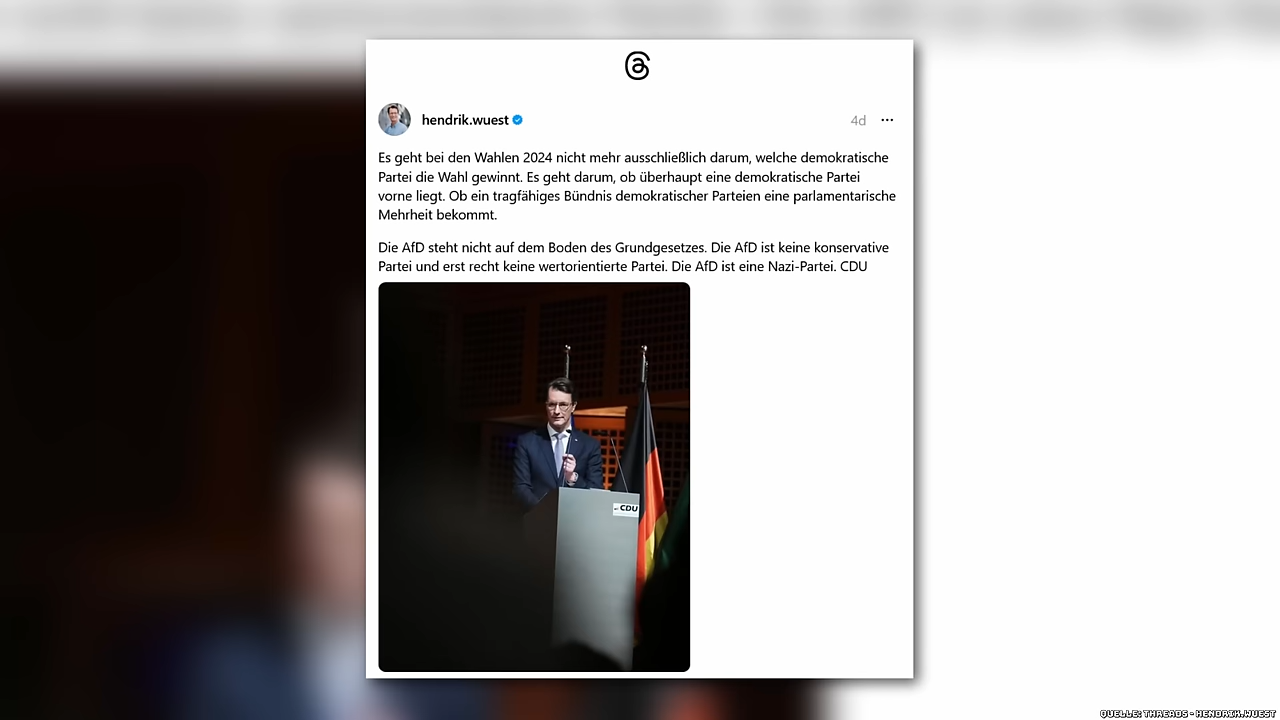 hendrik.wuest
4d
Es geht bei den Wahlen 2024 nicht mehr ausschließlich darum, welche demokratische
Partei die Wahl gewinnt. Es geht darum, ob überhaupt eine demokratische Partei
vorne liegt. Ob ein tragfähiges Bündnis demokratischer Parteien eine parlamentarische
Mehrheit bekommt.
Die AfD steht nicht auf dem Boden des Grundgesetzes. Die AfD ist keine konservative
Partei und erst recht keine wertorientierte Partei. Die AfD ist eine Nazi-Partei. CDU
CDU
QUELLE: THREADS - HENDRIK.WUEST